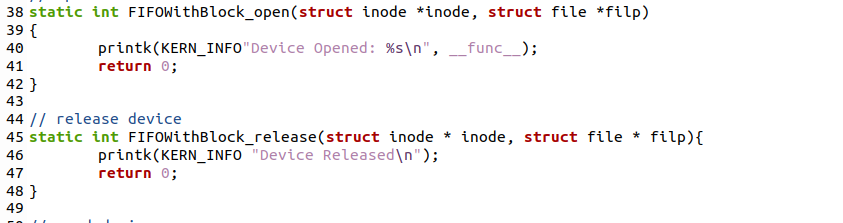 38 static int FIFOWithBlock_open(struct inode *inode, struct file *filp)
39 {
40         printk(KERN_INFO"Device Opened: %s\n", __func__);
41         return 0;
42 }
43
44 // release device
45 static int FIFOWithBlock_release(struct inode * inode, struct file * filp){
46         printk(KERN_INFO "Device Released\n");
47         return 0;
48 }
49